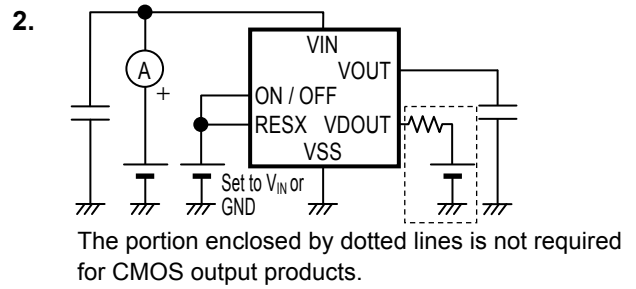 2.
VIN
A
VOUT
+
ON / OFF
RESX VDOUT
VSS
Set to VIN or
GND
The portion enclosed by dotted lines is not required
for CMOS output products.